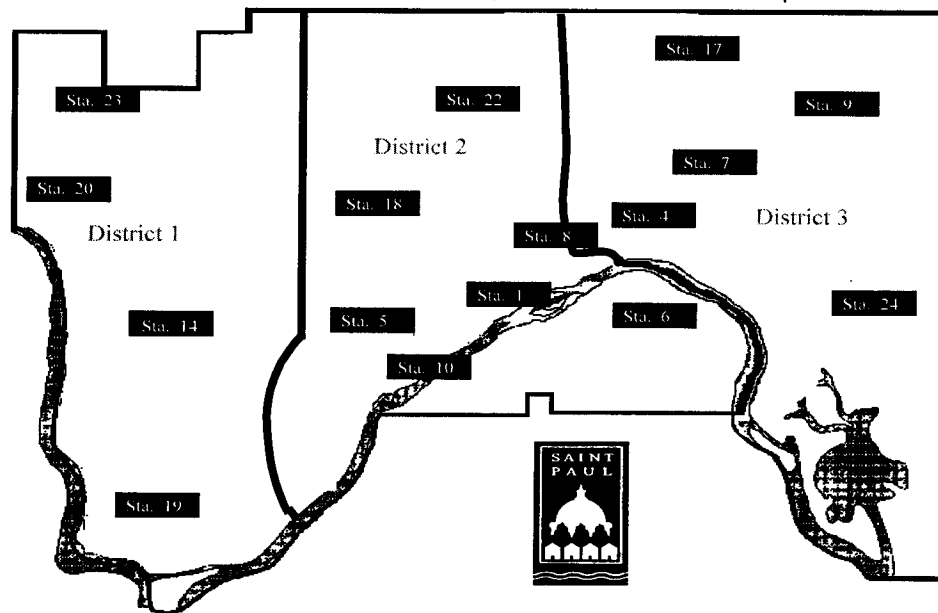 Sta. 17
Sta. 23
Sta. 22
Sta. 9
District 2
Sta. 7
Sta. 20
Sta. 18
Sta. 4
District 3
District 1
Sta. 8
Sta. 1
Sta. 24
Sta. 14
Sta. 5
Sta. 6
Sta. 10
SAINT
PAUL
Sta. 19